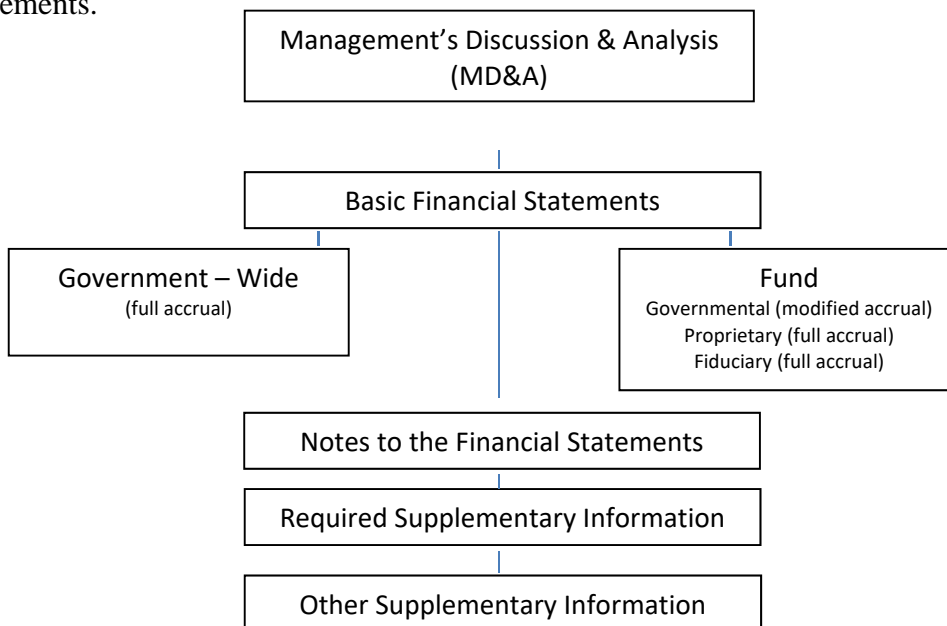 ements.
Management’s Discussion & Analysis
(MD&A)
Basic Financial Statements
Government – Wide
(full accrual)
Fund
Governmental (modified accrual)
Proprietary (full accrual)
Fiduciary (full accrual)
Notes to the Financial Statements
Required Supplementary Information
Other Supplementary Information